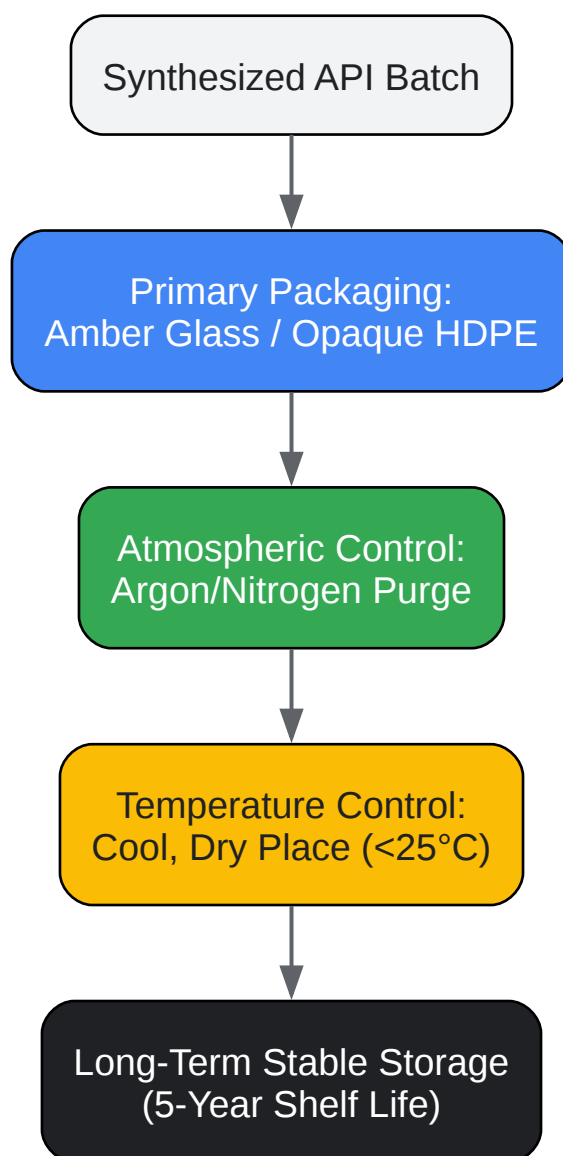 Synthesized API Batch
Primary Packaging:
Amber Glass / Opaque HDPE
Atmospheric Control:
Argon/Nitrogen Purge
Temperature Control:
Cool, Dry Place (<25°C)
Long-Term Stable Storage
(5-Year Shelf Life)